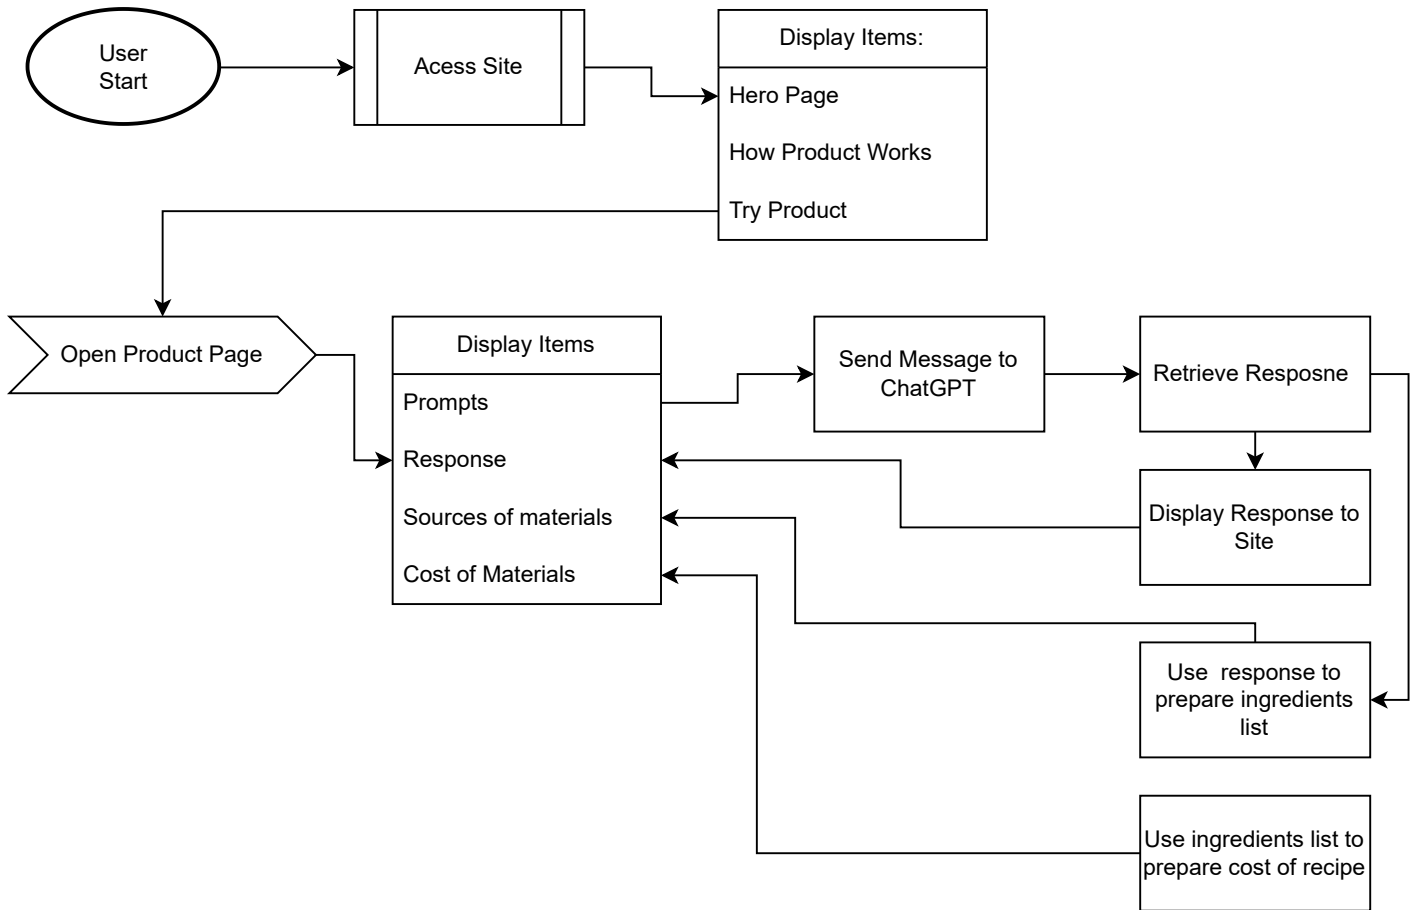 User
Start
Acess Site
Display Items:
Hero Page
How Product Works
Try Product
Open Product Page
Display Items
Prompts
Response
Sources of materials
Cost of Materials
Send Message to
ChatGPT
Retrieve Resposne
Display Response to
Site
Use  response to
prepare ingredients
list
Use ingredients list to
prepare cost of recipe